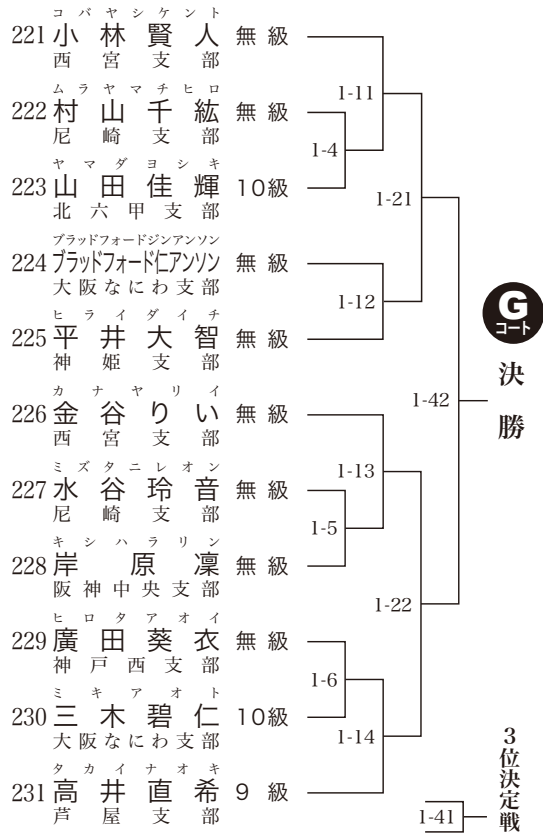 コバヤシケント
221 小林賢人 無級
西宮支部
ムラヤマチヒロ
222 村山千紘 無級
尼崎支部
ヤマダヨシキ
223 山田佳輝 10級
北六甲支部
ブラッドフォードジンアンソン
224 ブラッドフォード仁アンソン 無級
大阪なにわ支部
ヒライダイチ
225 平井大智 無級
神姫支部
カナヤリイ
226 金谷りい 無級
西宮支部
ミズタニレオン
227 水谷玲音 無級
尼崎支部
キシハラリン
228 岸原凜 無級
阪神中央支部
ヒロタアオイ
229 廣田葵衣 無級
神戸西支部
ミキアオト
230 三木碧仁 10級
大阪なにわ支部
タカイナオキ
231 高井直希 9級
芦屋支部
1-11
1-4
1-21
1-12
1-42
1-13
1-5
1-22
1-6
1-14
G
コート
決勝
3位決定戦
1-41